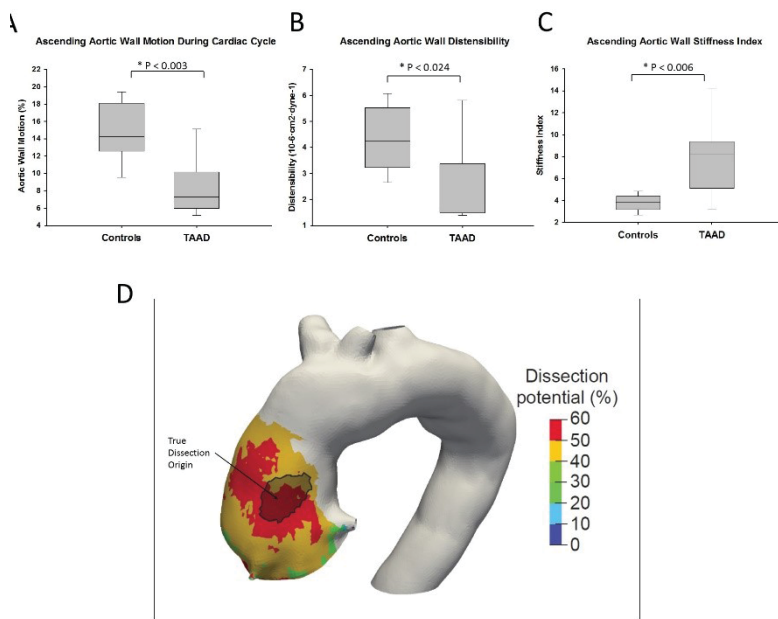 A
Ascending Aortic Wall Motion During Cardiac Cycle
* P < 0.003
Aortic Wall Motion (%)
22
20
18
16
14
12
10
8
6
4
Controls
TAAD
B
Ascending Aortic Wall Distensibility
* P < 0.024
Distensibility (10-6-cm2-dyne-1)
7
6
5
4
3
2
1
Controls
TAAD
C
Ascending Aortic Wall Stiffness Index
* P < 0.006
Stiffness Index
16
14
12
10
8
6
4
2
Controls
TAAD
D
True
Dissection
Origin
Dissection
potential (%)
60
50
40
30
20
10
0